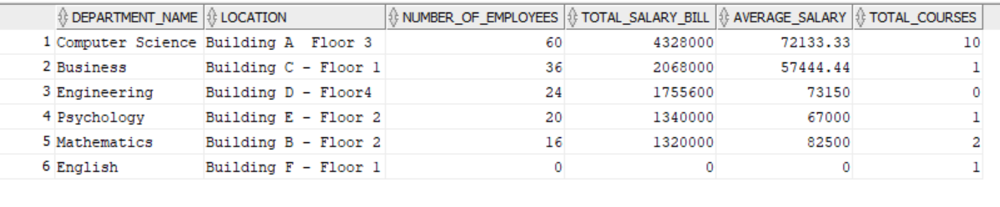 DEPARTMENT_NAME LOCATION NUMBER_OF_EMPLOYEES TOTAL_SALARY_BILL AVERAGE_SALARY TOTAL_COURSES
1 Computer Science Building A  Floor 3 60 4328000 72133.33 10
2 Business Building C - Floor 1 36 2068000 57444.44 1
3 Engineering Building D - Floor4 24 1755600 73150 0
4 Psychology Building E - Floor 2 20 1340000 67000 1
5 Mathematics Building B - Floor 2 16 1320000 82500 2
6 English Building F - Floor 1 0 0 0 1